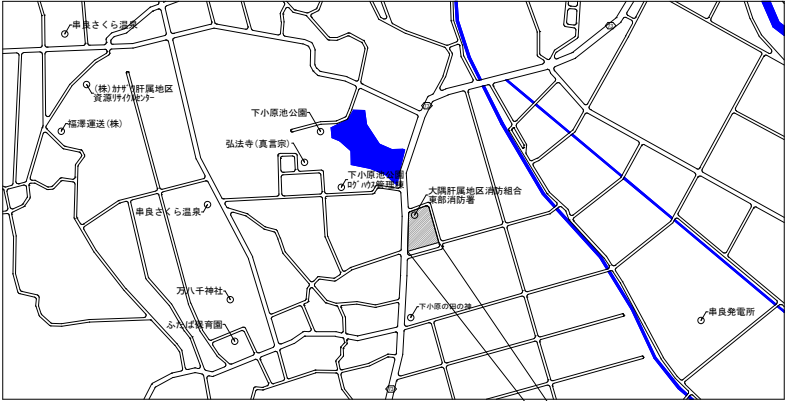 串良さくら温泉
(株)カナザワ肝属地区
資源リサイクルセンター
福澤運送(株)
下小原池公園
弘法寺(真言宗)
下小原池公園
ログハウス管理棟
大隅肝属地区消防組合
東部消防署
串良さくら温泉
万八千神社
下小原の田の神
串良発電所
ふたば保育園